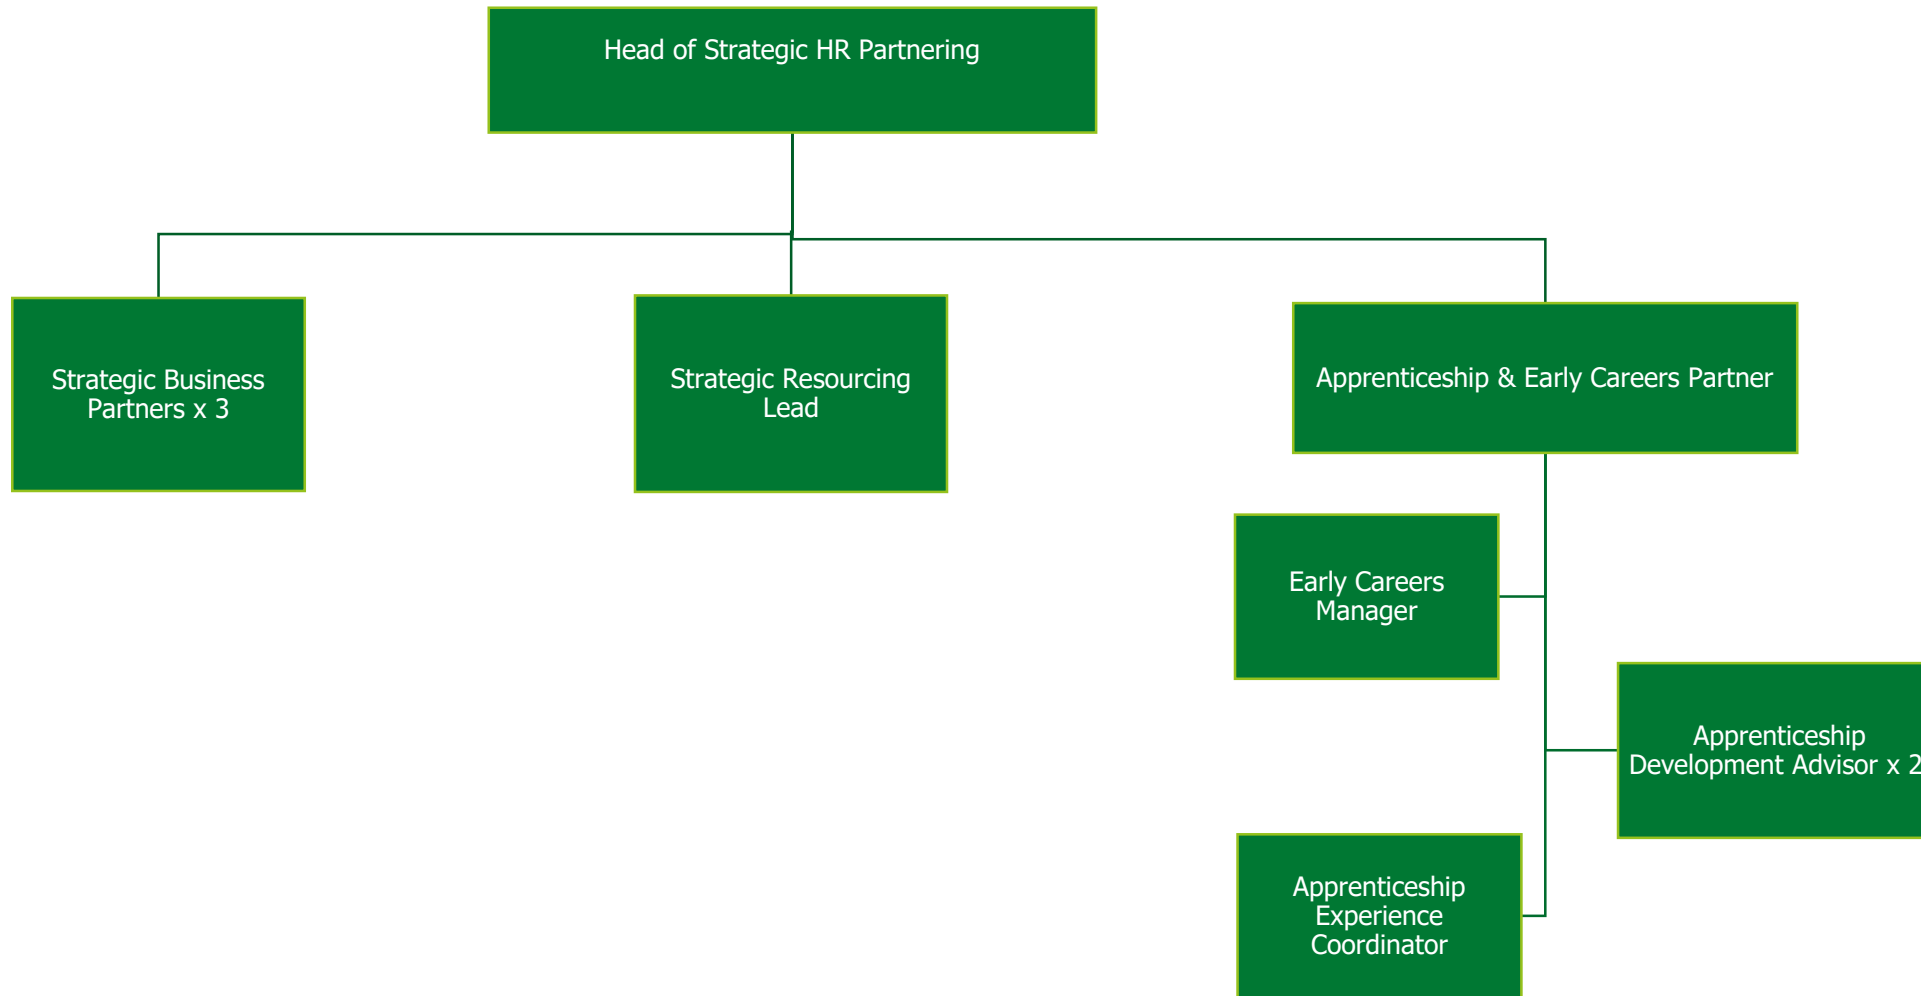 Head of Strategic HR Partnering
Strategic Business
Partners x 3
Strategic Resourcing
Lead
Apprenticeship & Early Careers Partner
Early Careers
Manager
Apprenticeship
Development Advisor x 2
Apprenticeship
Experience
Coordinator